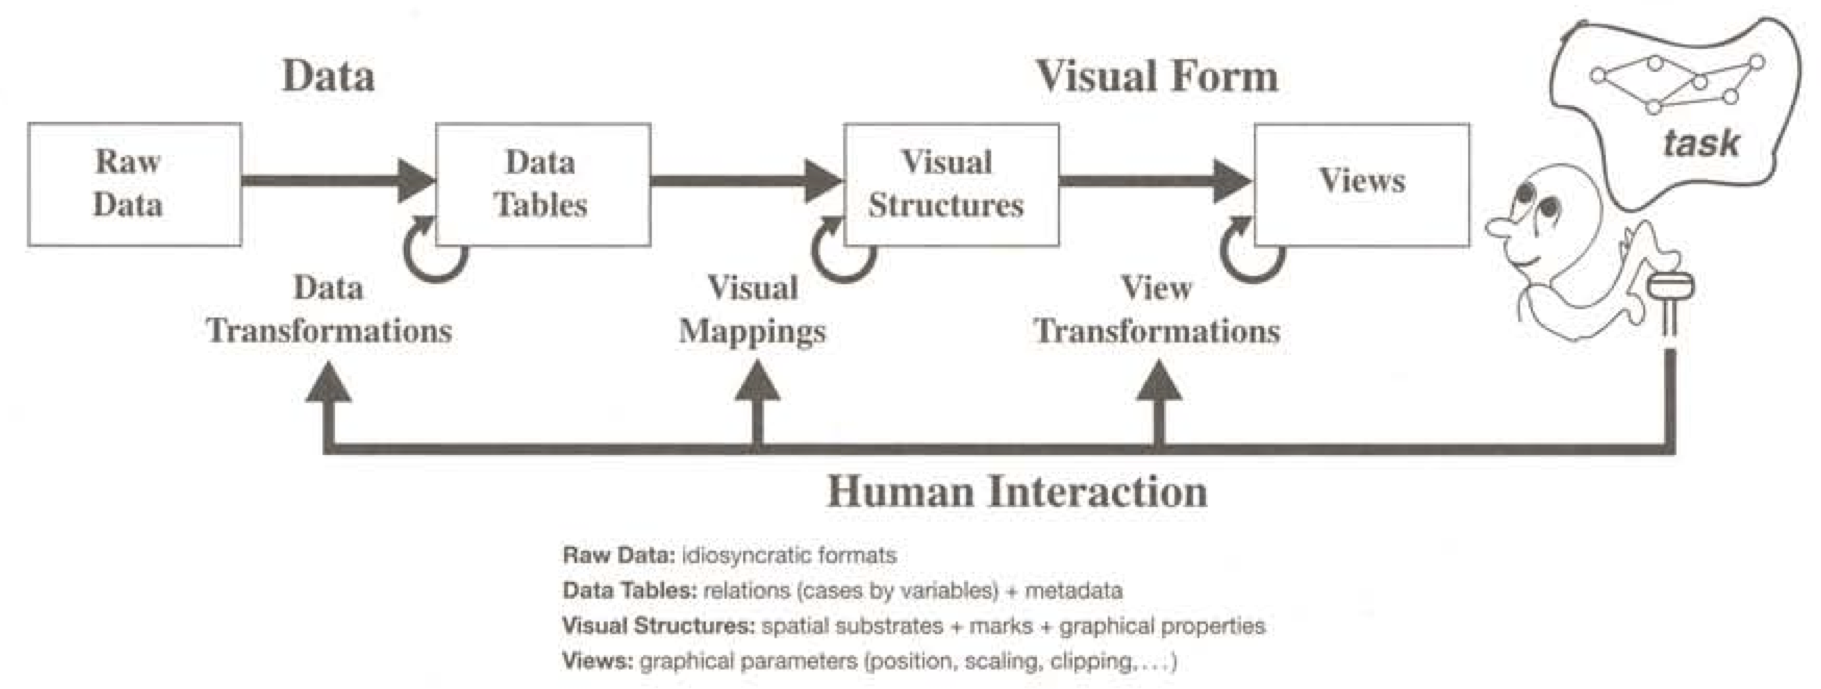 Data
Visual Form
Raw
Data
Data
Tables
Visual
Structures
Views
task
Data
Transformations
Visual
Mappings
View
Transformations
Human Interaction
Raw Data: idiosyncratic formats
Data Tables: relations (cases by variables) + metadata
Visual Structures: spatial substrates + marks + graphical properties
Views: graphical parameters (position, scaling, clipping, . . . )